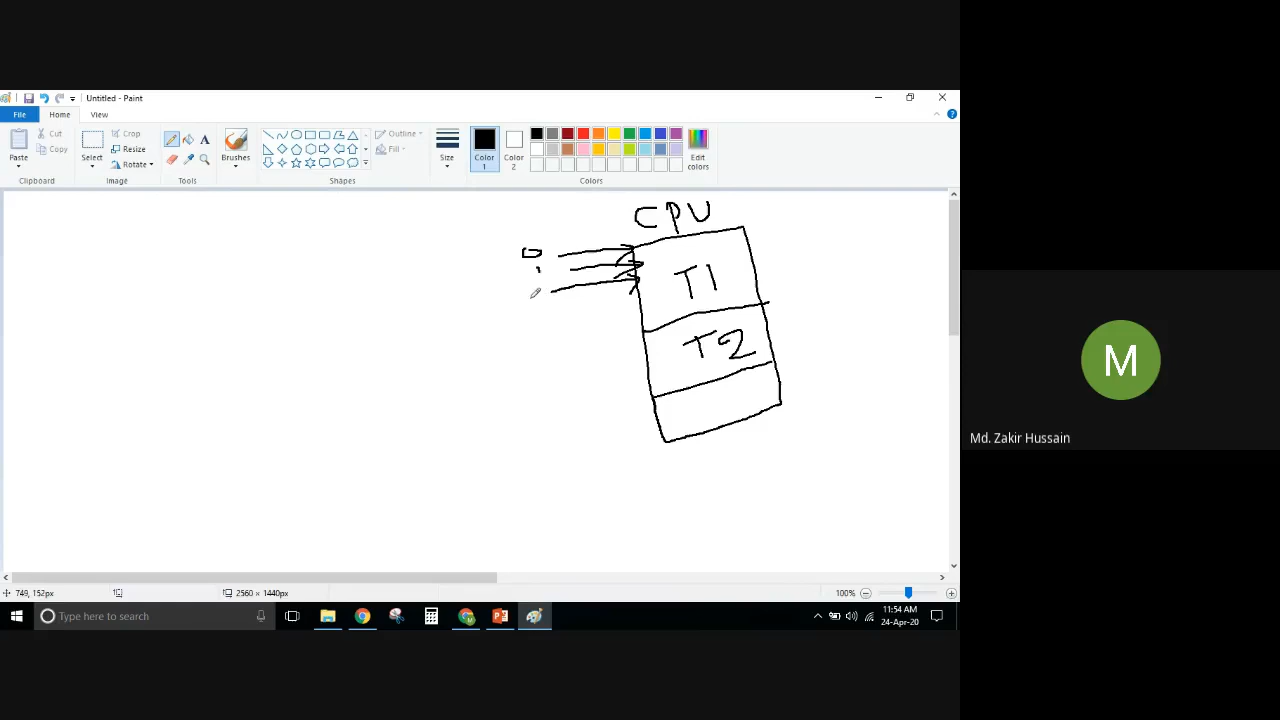 Untitled - Paint
File Home View
Paste
Cut
Copy
Clipboard
Select
Crop
Resize
Rotate
Image
A
Tools
Brushes
Outline
Fill
Shapes
Size
Color 1
Color 2
Edit colors
Colors
CPU
T1
T2
M
Md. Zakir Hussain
749, 152px
2560 × 1440px
100%
Type here to search
11:54 AM
24-Apr-20